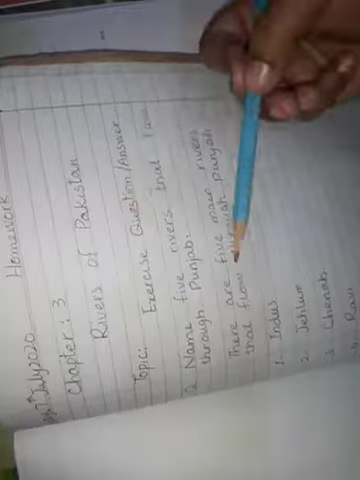 Homework
July 2020
Chapter: 3
Rivers of Pakistan
Topic: Exercise Question/Answer
Name five rivers that
through Punjab.
There are five main rivers
that flow through Punjab
1. Indus
2. Jehlum
3. Chenab
Ravi